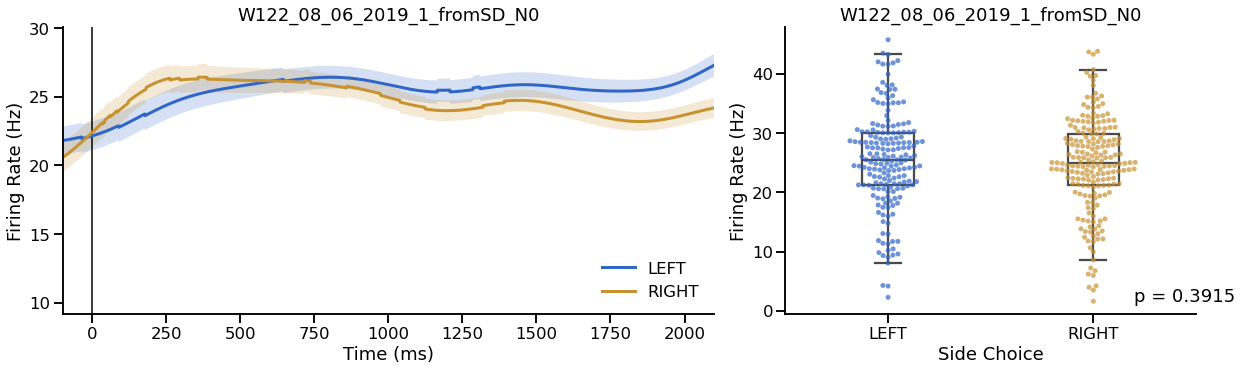 W122_08_06_2019_1_fromSD_N0
Firing Rate (Hz)
30
25
20
15
10
LEFT
RIGHT
0
250
500
750
1000
1250
1500
1750
2000
Time (ms)
W122_08_06_2019_1_fromSD_N0
Firing Rate (Hz)
40
30
20
10
0
p = 0.3915
LEFT
RIGHT
Side Choice